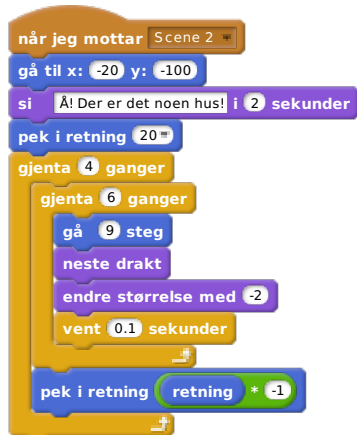 når jeg mottar Scene 2
gå til x: -20 y: -100
si Å! Der er det noen hus! i 2 sekunder
pek i retning 20
gjenta 4 ganger
gjenta 6 ganger
gå 9 steg
neste drakt
endre størrelse med -2
vent 0.1 sekunder
pek i retning retning * -1